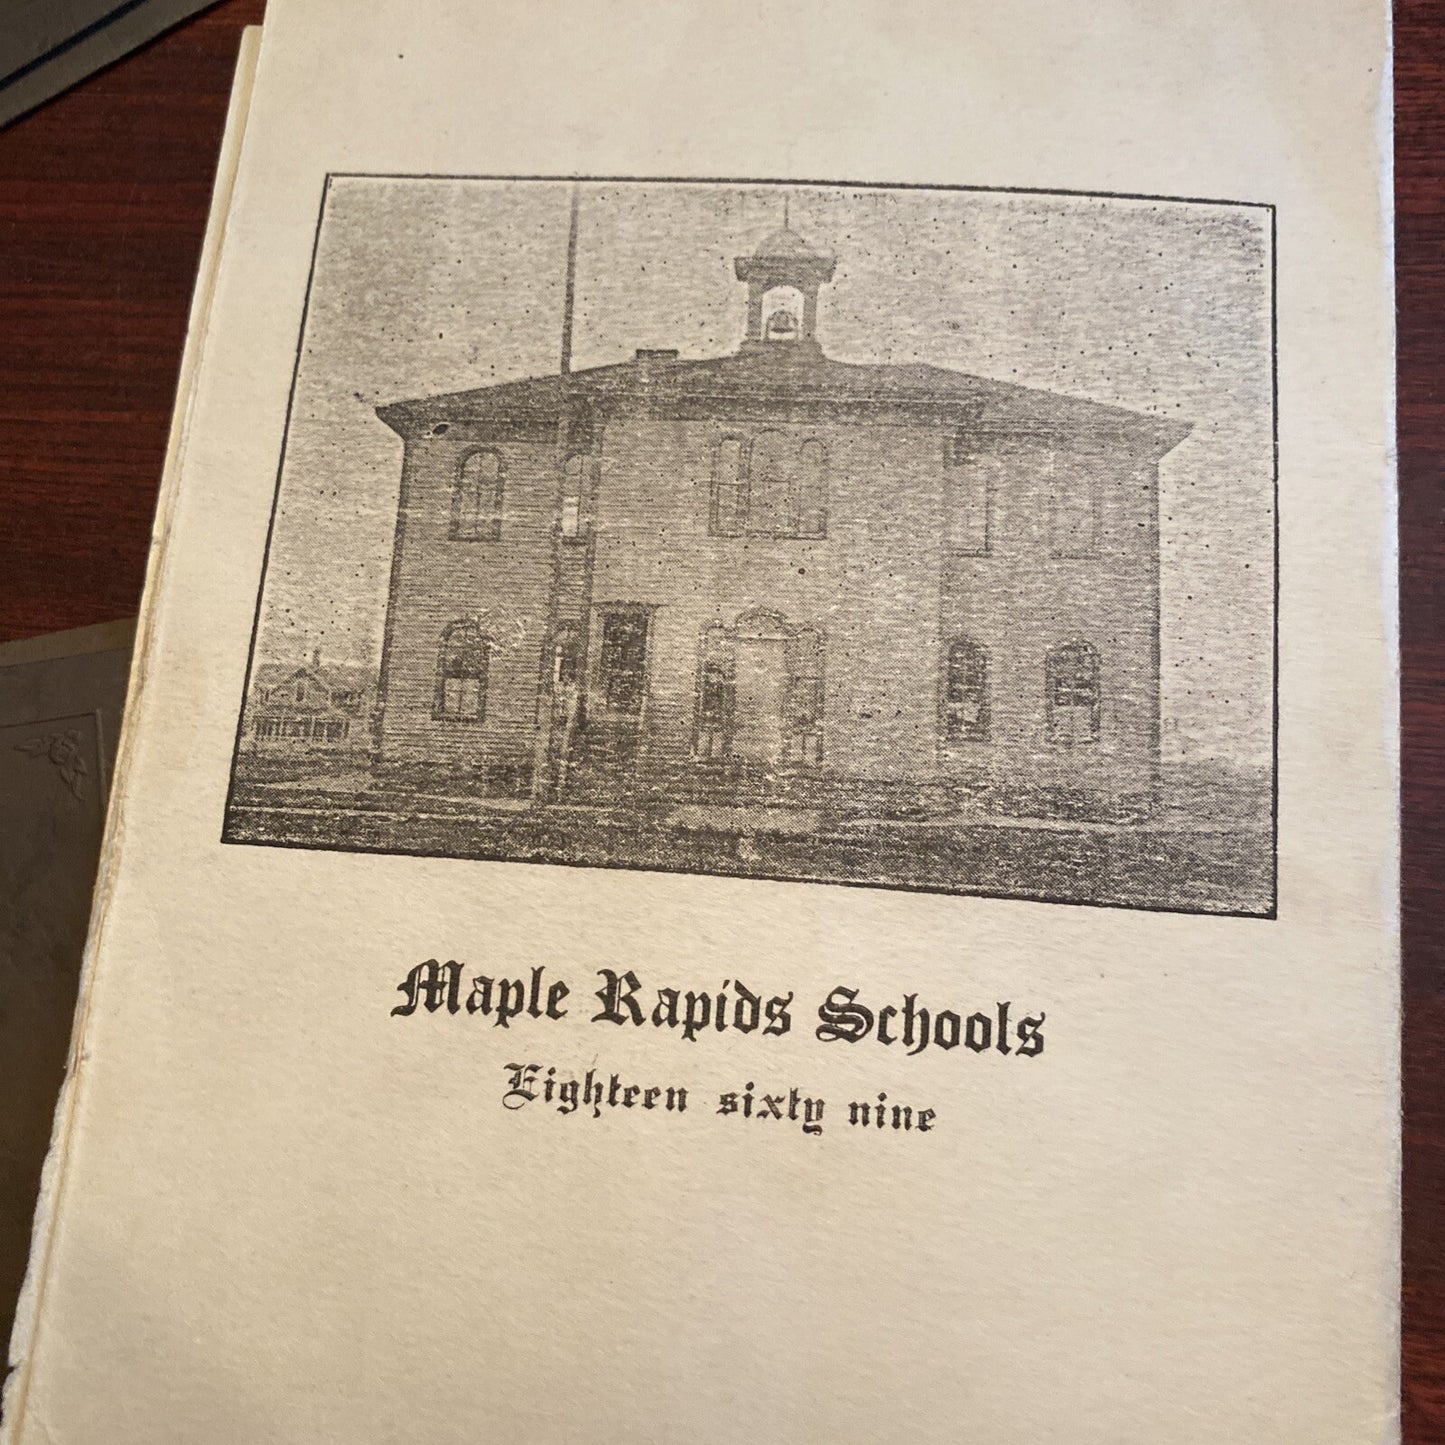 Maple Rapids Schools
Eighteen sixty nine